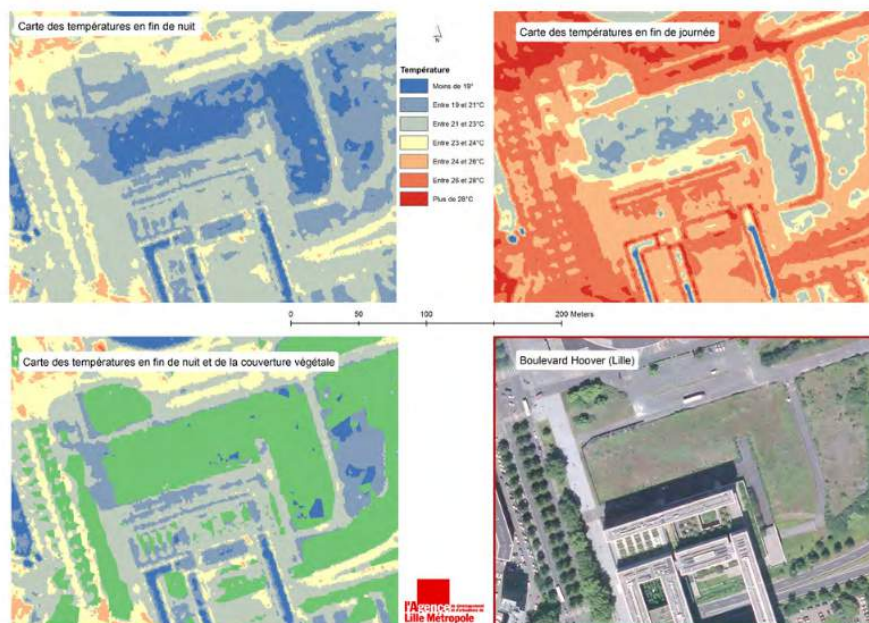 Carte des températures en fin de nuit
Carte des températures en fin de journée
N
Température
Moins de 19°
Entre 19 et 21°C
Entre 21 et 23°C
Entre 23 et 24°C
Entre 24 et 26°C
Entre 26 et 28°C
Plus de 28°C
0 50 100 200 Meters
Carte des températures en fin de nuit et de la couverture végétale
Boulevard Hoover (Lille)
l'Agence
Lille Métropole